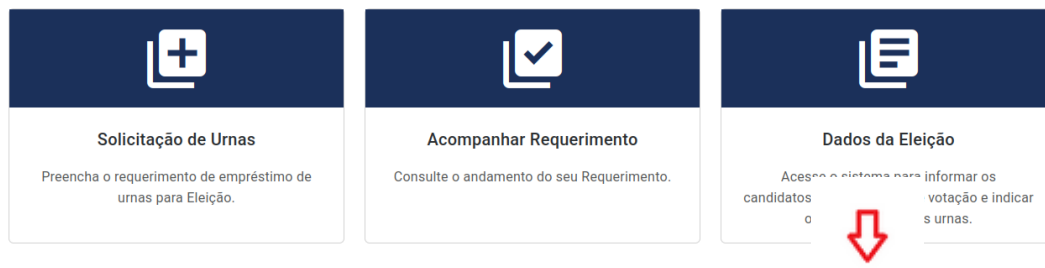 Solicitação de Urnas
Preencha o requerimento de empréstimo de
urnas para Eleição.
Acompanhar Requerimento
Consulte o andamento do seu Requerimento.
Dados da Eleição
Acesse o sistema para informar os
candidatos votação e indicar
urnas.